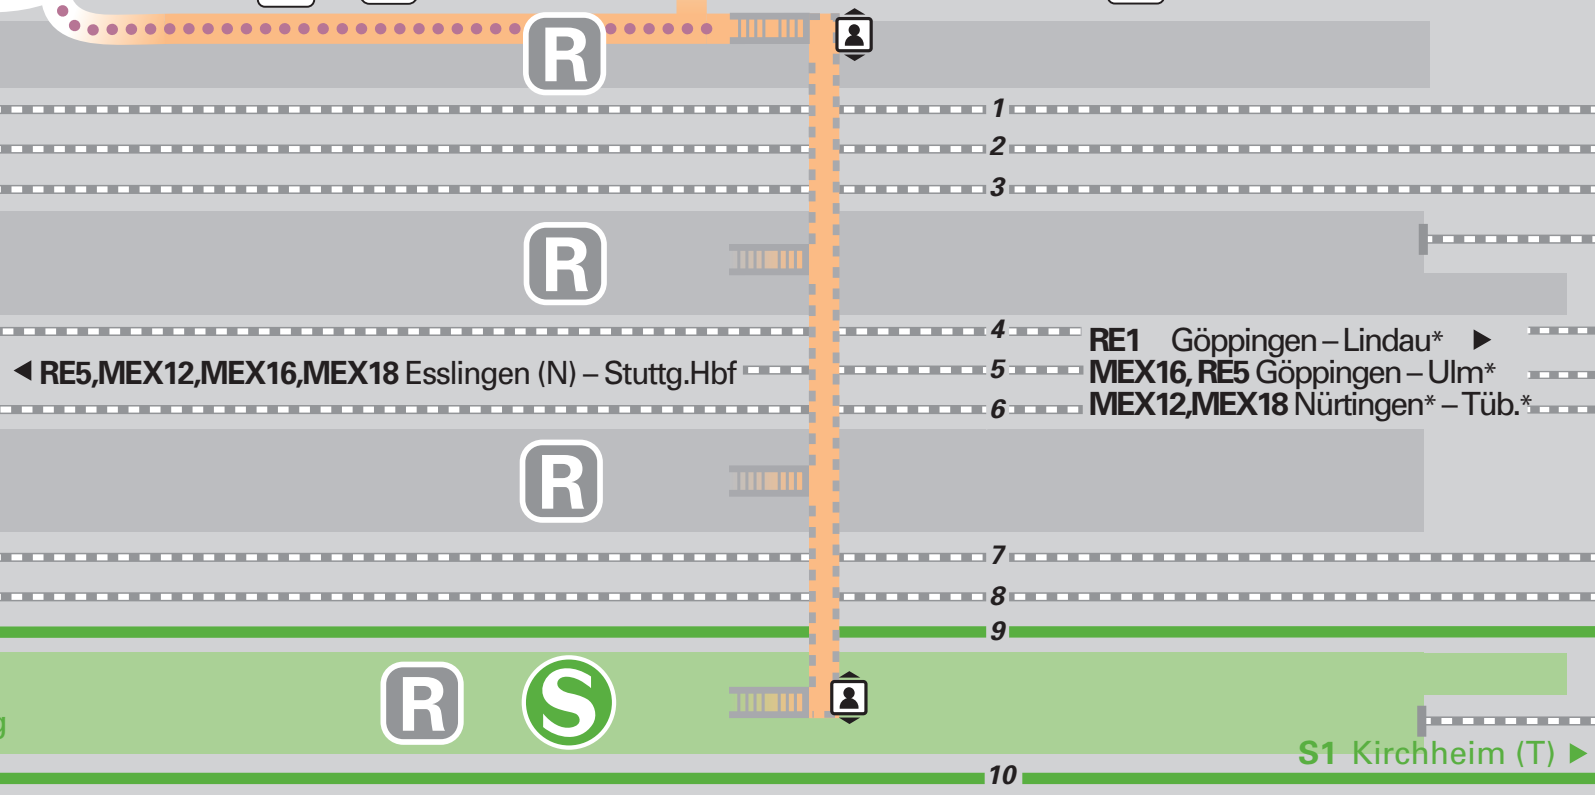 R
1
2
3
R
4
RE1 Göppingen – Lindau*
◀ RE5,MEX12,MEX16,MEX18 Esslingen (N) – Stuttg.Hbf
5
MEX16, RE5 Göppingen – Ulm*
6
MEX12,MEX18 Nürtingen* – Tüb.*
R
7
8
9
R
S
g
S1 Kirchheim (T) ▶
10